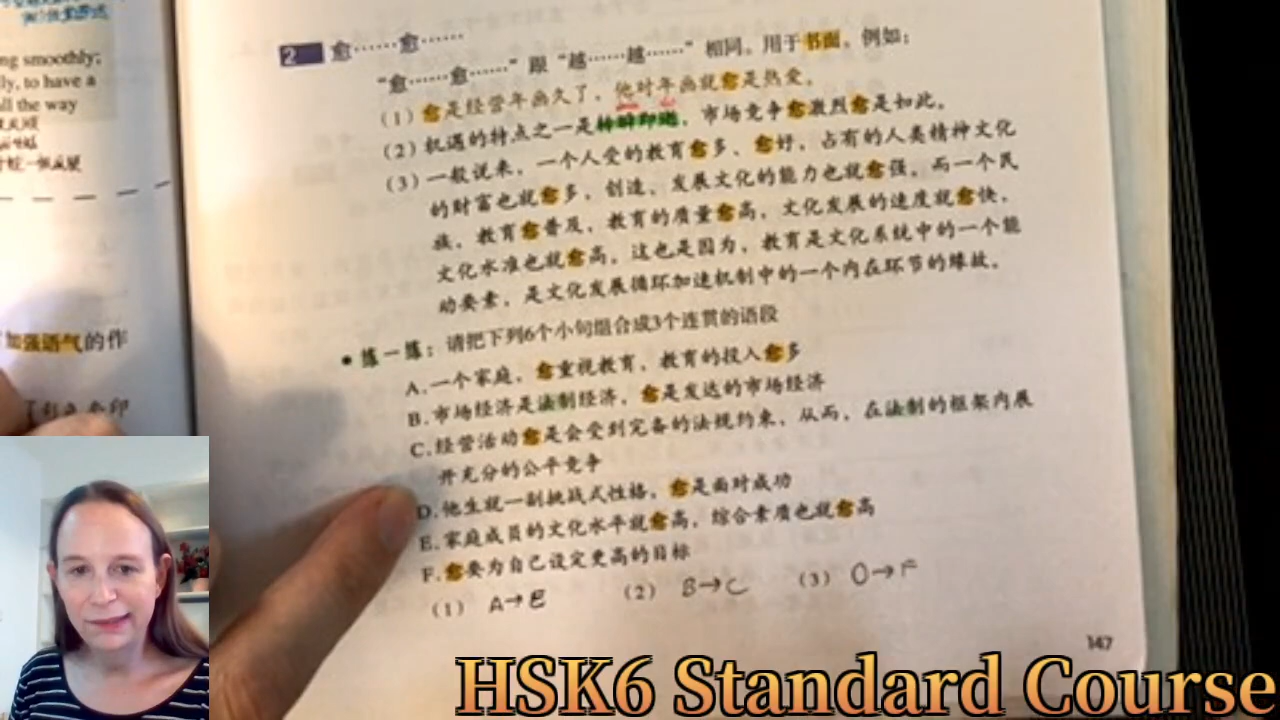 ng smoothly;
ly, to have a
all the way
加强语气的作
2 愈……愈……
“愈……愈……”跟“越……越……”相同。用于书面。例如：
（1）愈是经营年画久了，他对年画就愈是热爱。
（2）机遇的特点之一是转瞬即逝，市场竞争愈激烈愈是如此。
（3）一般说来，一个人受的教育愈多、愈好，占有的人类精神文化
的财富也就愈多，创造、发展文化的能力也就愈强。而一个民
族，教育愈普及，教育的质量愈高，文化发展的速度就愈快，
文化水准也就愈高。这也是因为，教育是文化系统中的一个能
动要素，是文化发展循环加速机制中的一个内在环节的缘故。
• 练一练：请把下列6个小句组合成3个连贯的语段
A. 一个家庭，愈重视教育，教育的投入愈多
B. 市场经济是法制经济，愈是发达的市场经济
C. 经营活动愈是会受到完备的法规约束，从而，在法制的框架内展
开充分的公平竞争
D. 他生就一副挑战式性格，愈是面对成功
E. 家庭成员的文化水平就愈高，综合素质也就愈高
F. 愈要为自己设定更高的目标
（1） A→E （2） B→C （3） D→F
147
HSK6 Standard Course